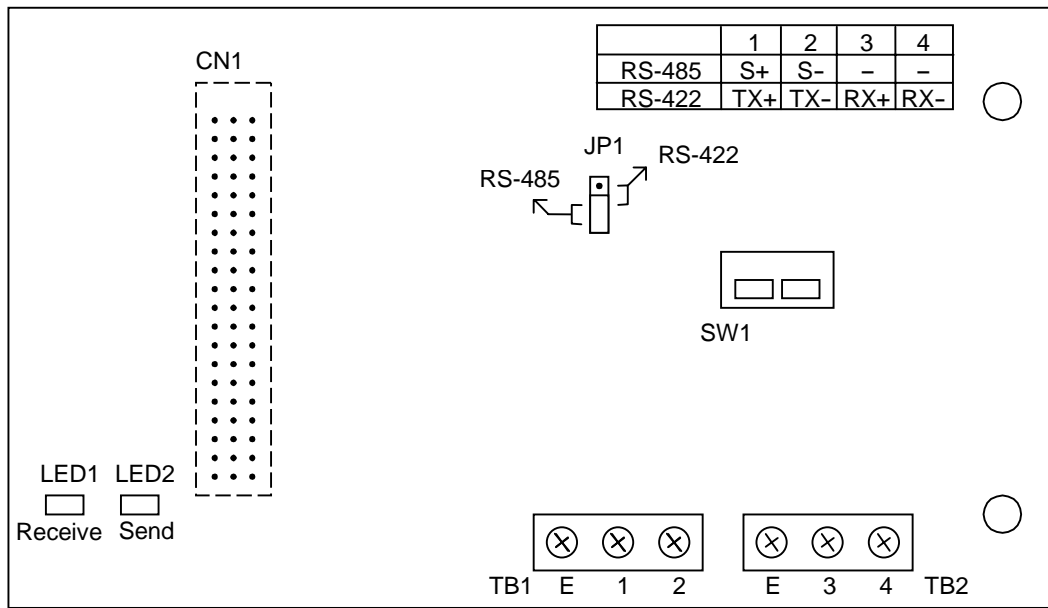 1 2 3 4
RS-485 S+ S- - -
RS-422 TX+ TX- RX+ RX-
CN1
JP1
RS-422
RS-485
SW1
LED1 LED2
Receive Send
TB1 E 1 2 E 3 4 TB2